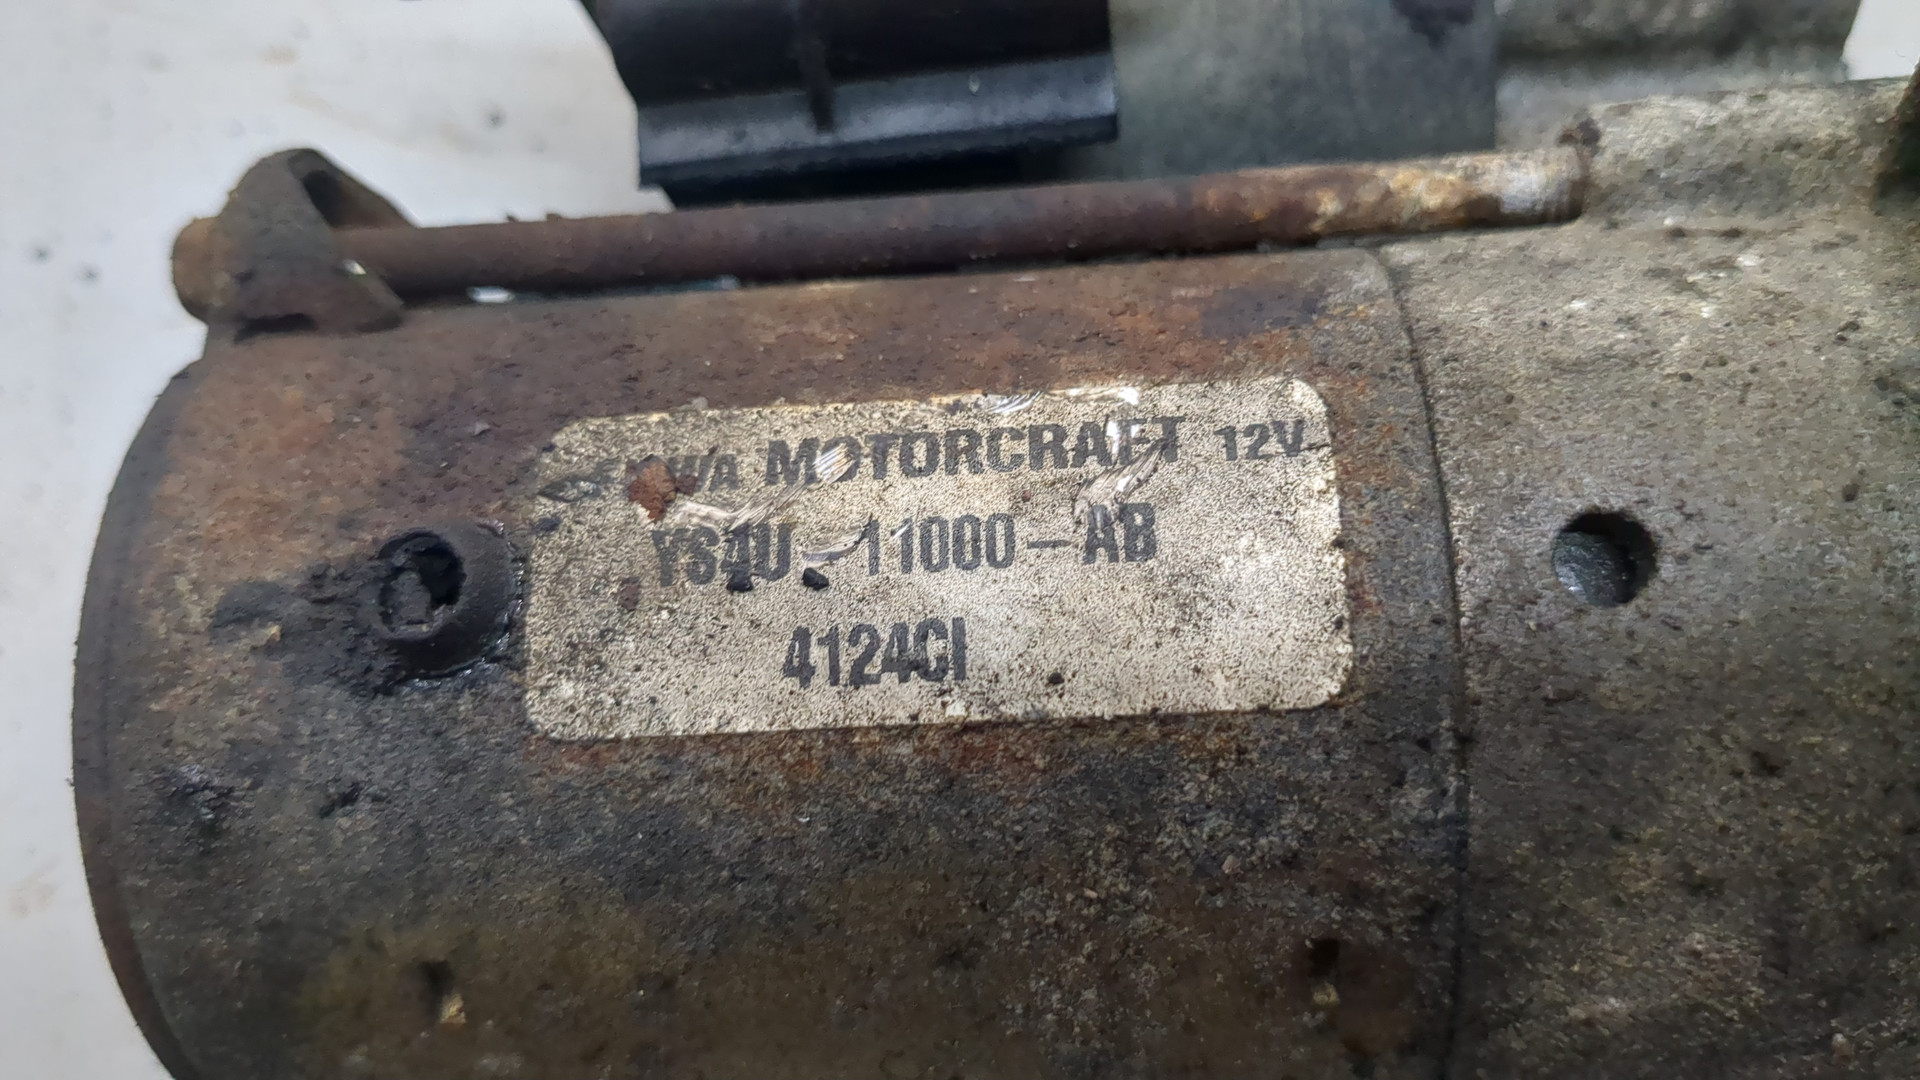 MOTORCRAFT 12V
YS4U-11000-AB
4124CI